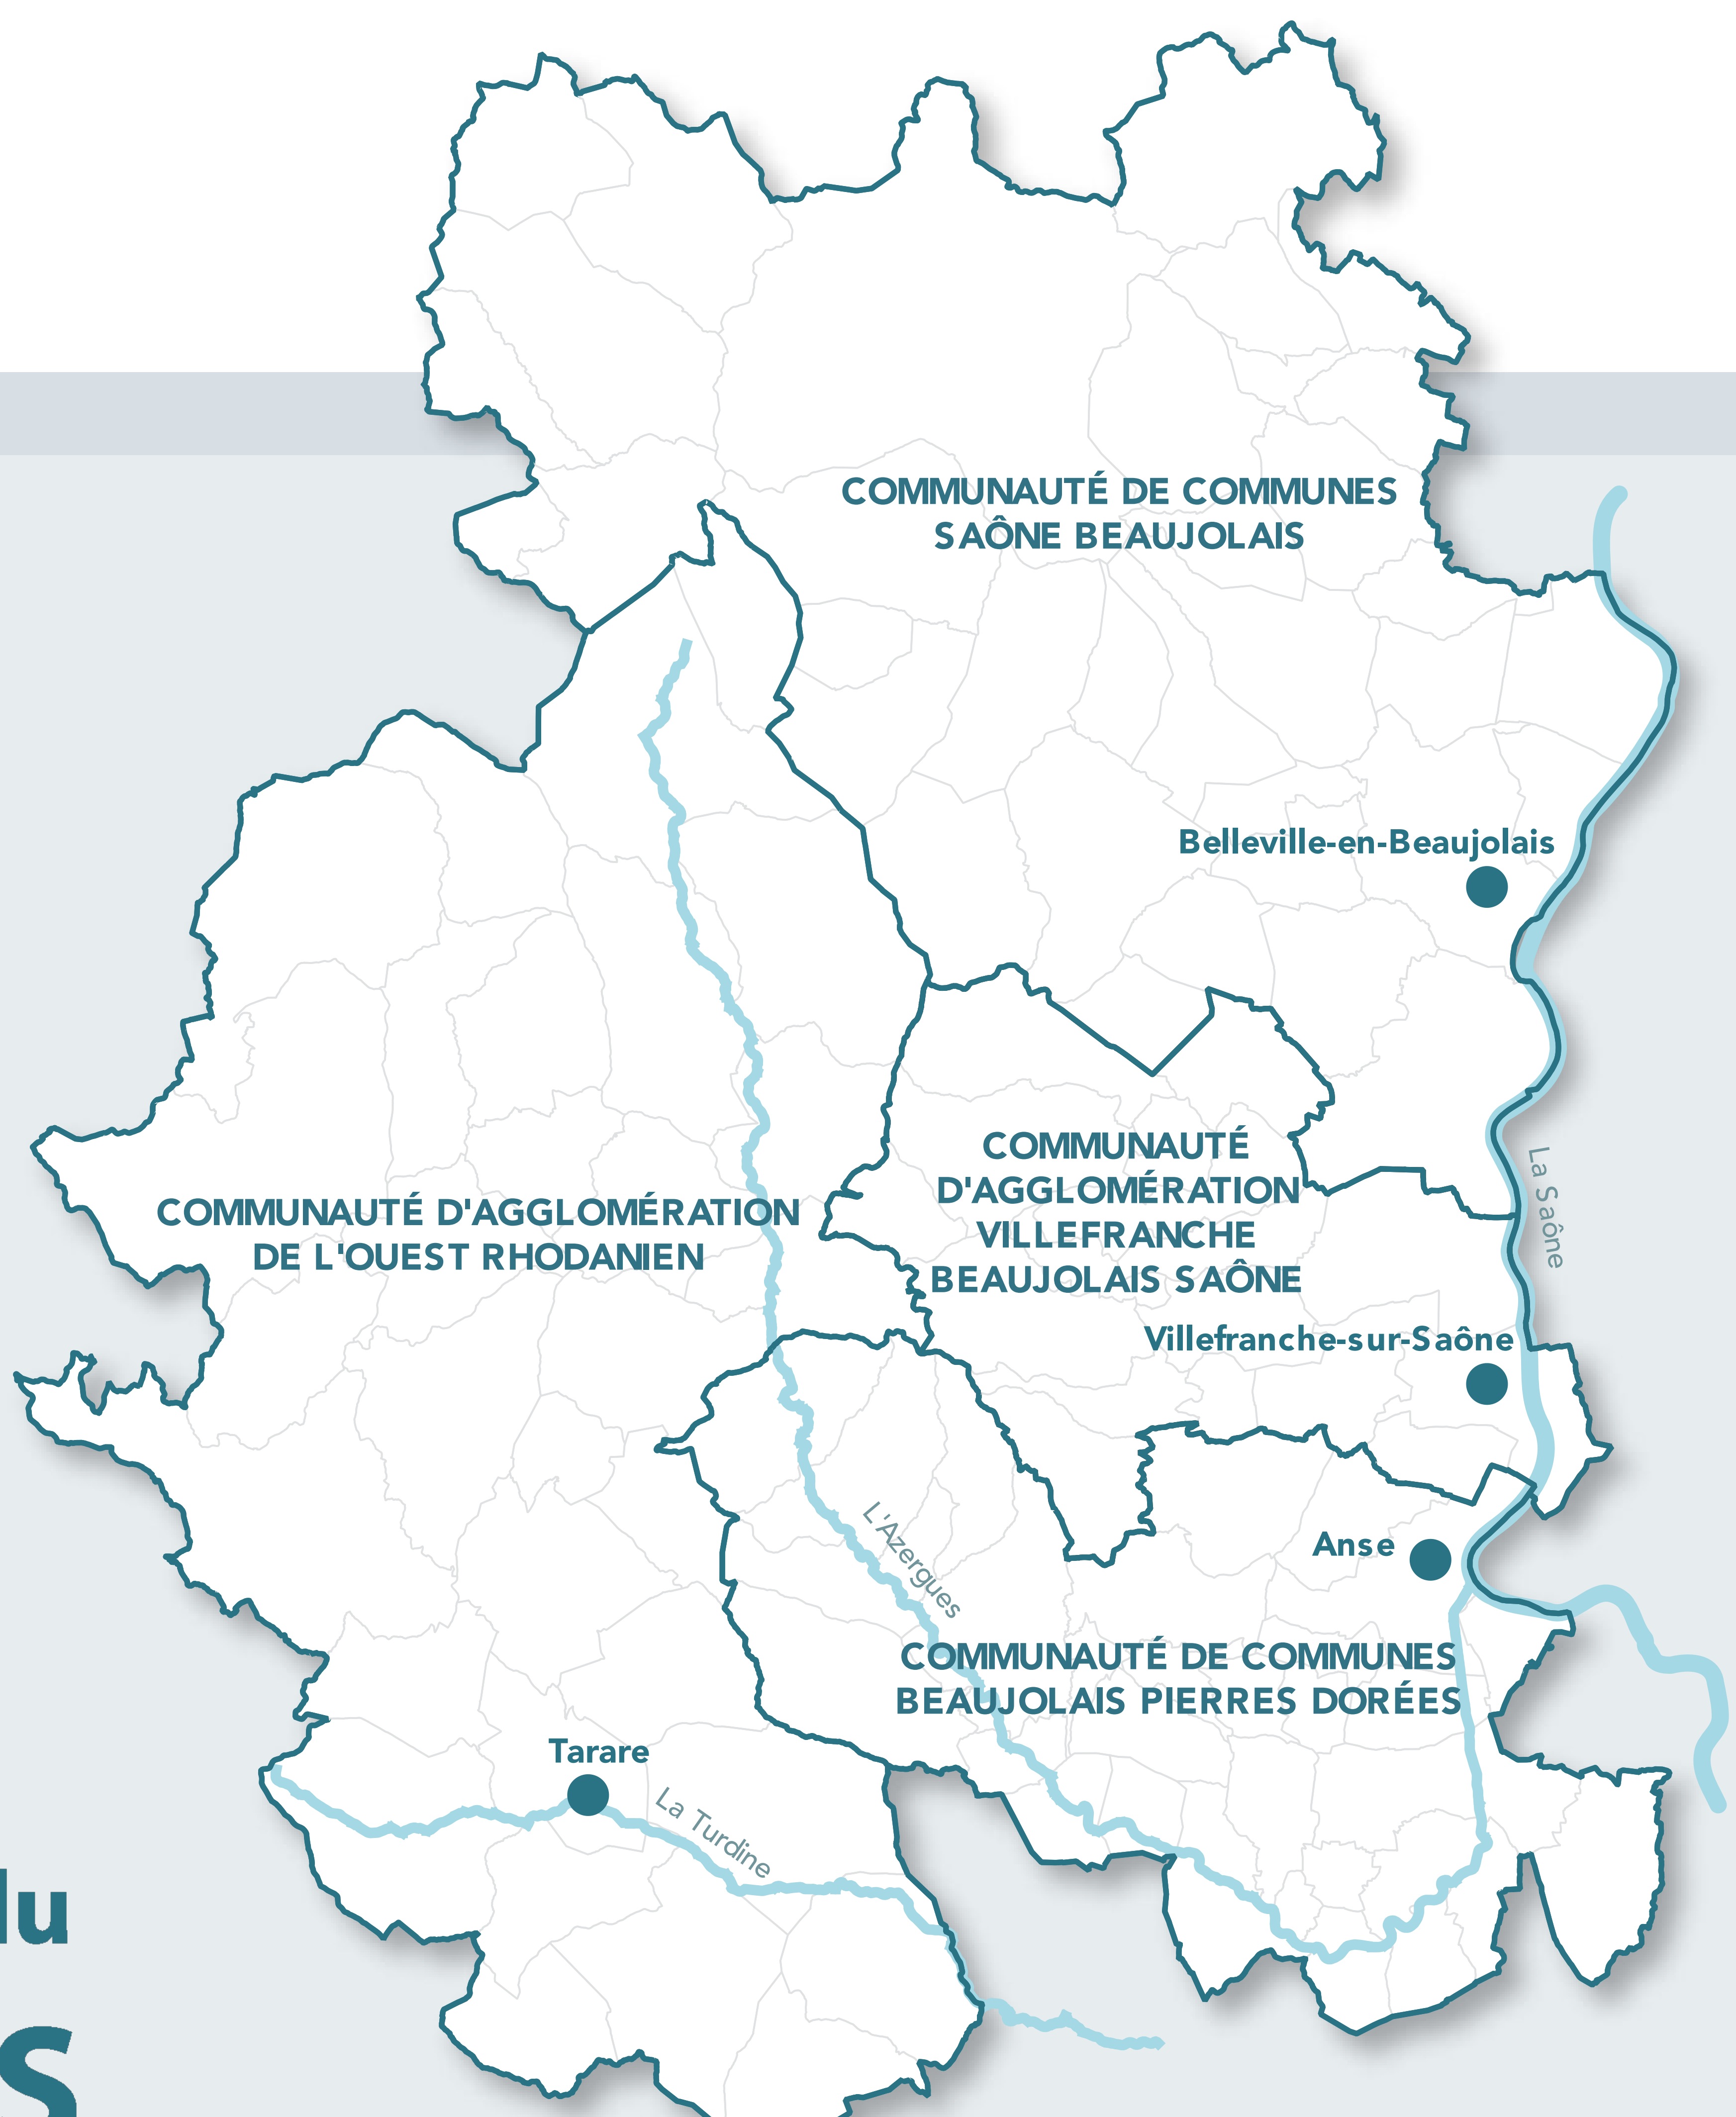 COMMUNAUTÉ DE COMMUNES
SAÔNE BEAUJOLAIS
Belleville-en-Beaujolais
COMMUNAUTÉ
D'AGGLOMÉRATION
VILLEFRANCHE
BEAUJOLAIS SAÔNE
La Saône
COMMUNAUTÉ D'AGGLOMÉRATION
DE L'OUEST RHODANIEN
Villefranche-sur-Saône
L'Azergues
Anse
COMMUNAUTÉ DE COMMUNES
BEAUJOLAIS PIERRES DORÉES
Tarare
La Turdine